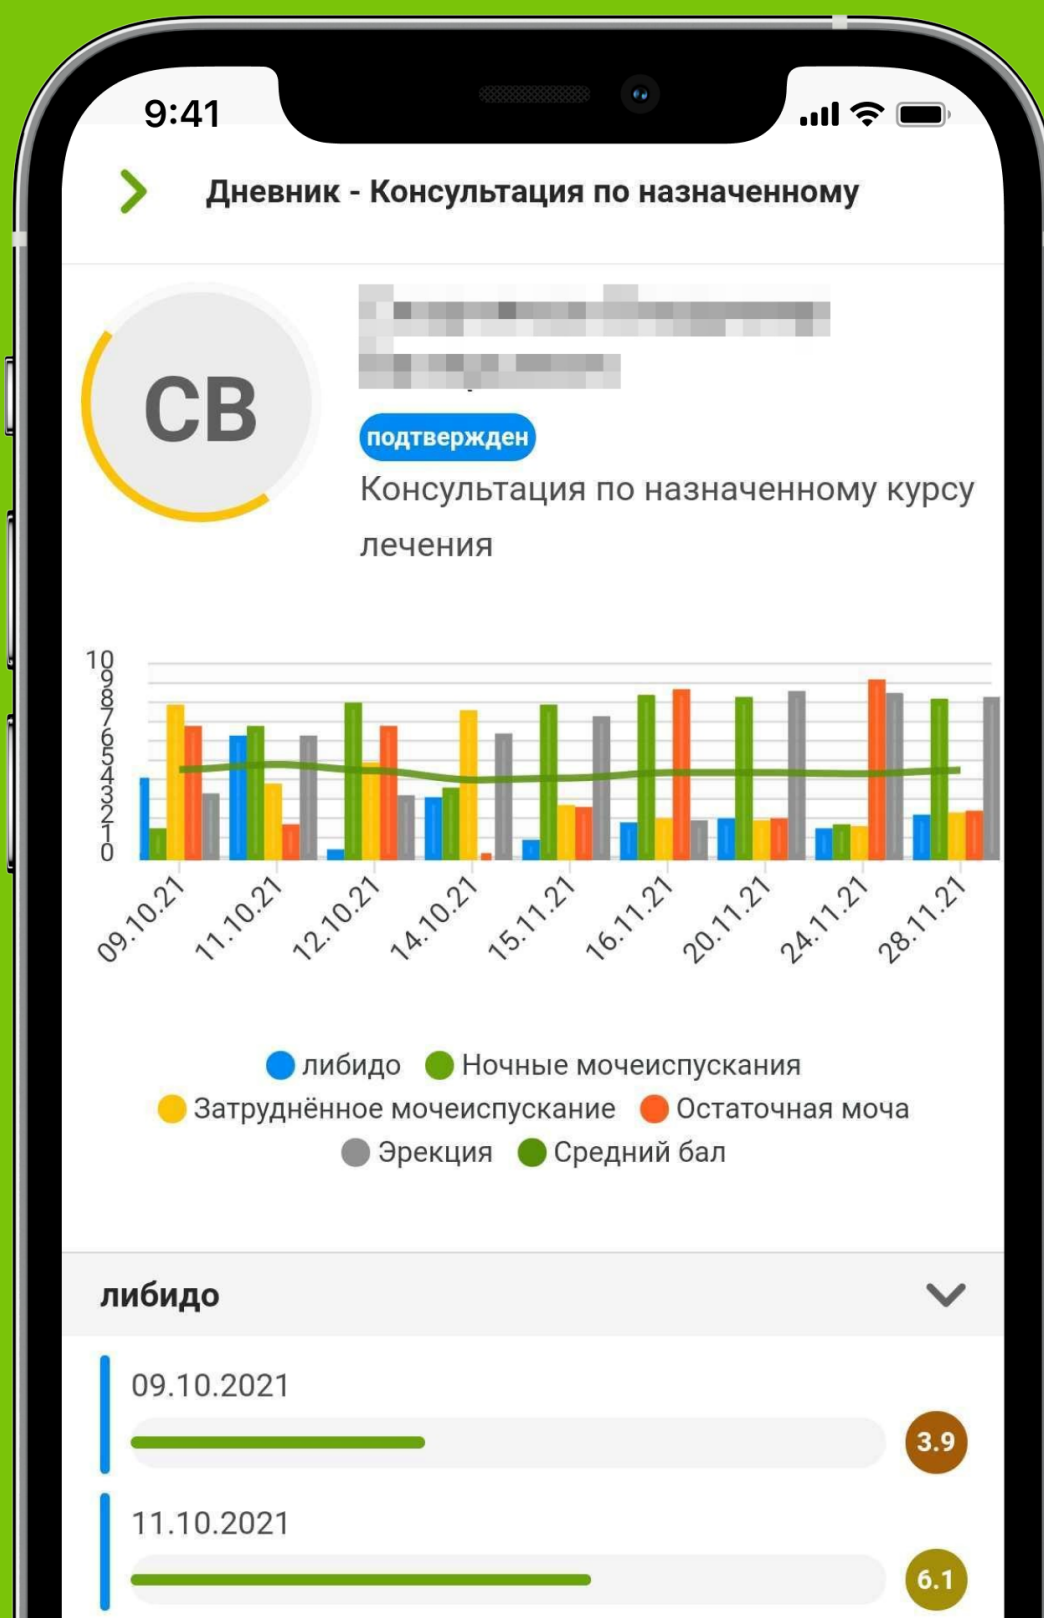 9:41
Дневник - Консультация по назначенному
СВ
подтвержден
Консультация по назначенному курсу
лечения
10
9
8
7
6
5
4
3
2
1
0
09.10.21 11.10.21 12.10.21 14.10.21 15.11.21 16.11.21 20.11.21 24.11.21 28.11.21
либидо Ночные мочеиспускания
Затруднённое мочеиспускание Остаточная моча
Эрекция Средний бал
либидо
09.10.2021
3.9
11.10.2021
6.1